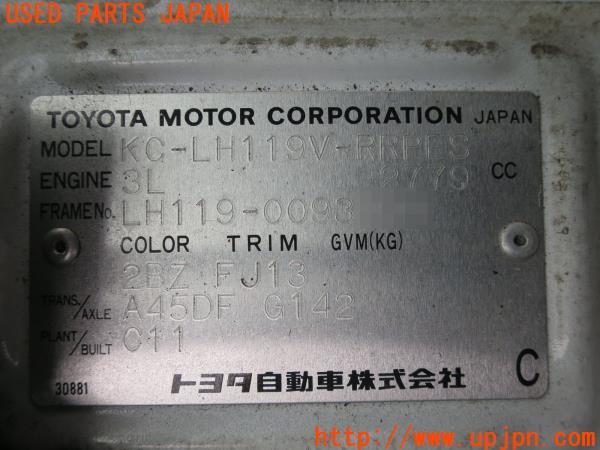 USED PARTS JAPAN
TOYOTA MOTOR CORPORATION JAPAN
MODEL KC-LH119V-RRPES
ENGINE 3L 2779 CC
FRAME No. LH119-0093
COLOR TRIM GVM(KG)
2BZ FJ13
TRANS./AXLE A45DF G142
PLANT/BUILT C11
30881 トヨタ自動車株式会社 C
http://www.upjpn.com/